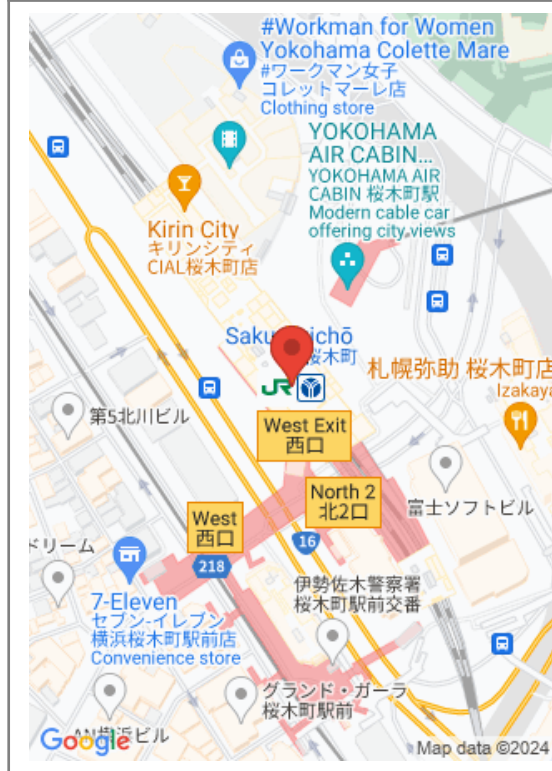 #Workman for Women
Yokohama Colette Mare
#ワークマン女子
コレットマーレ店
Clothing store
YOKOHAMA
AIR CABIN...
YOKOHAMA AIR
CABIN 桜木町駅
Modern cable car
offering city views
Kirin City
キリンシティ
CIAL桜木町店
桜木町
JR
札幌弥助 桜木町店
Izakaya
第5北川ビル
West Exit
西口
North 2
北2口
富士ソフトビル
West
西口
16
ドリーム
218
7-Eleven
セブン-イレブン
横浜桜木町駅前店
Convenience store
伊勢佐木警察署
桜木町駅前交番
グランド・ガーラ
桜木町駅前
ビル
Google
Map data ©2024